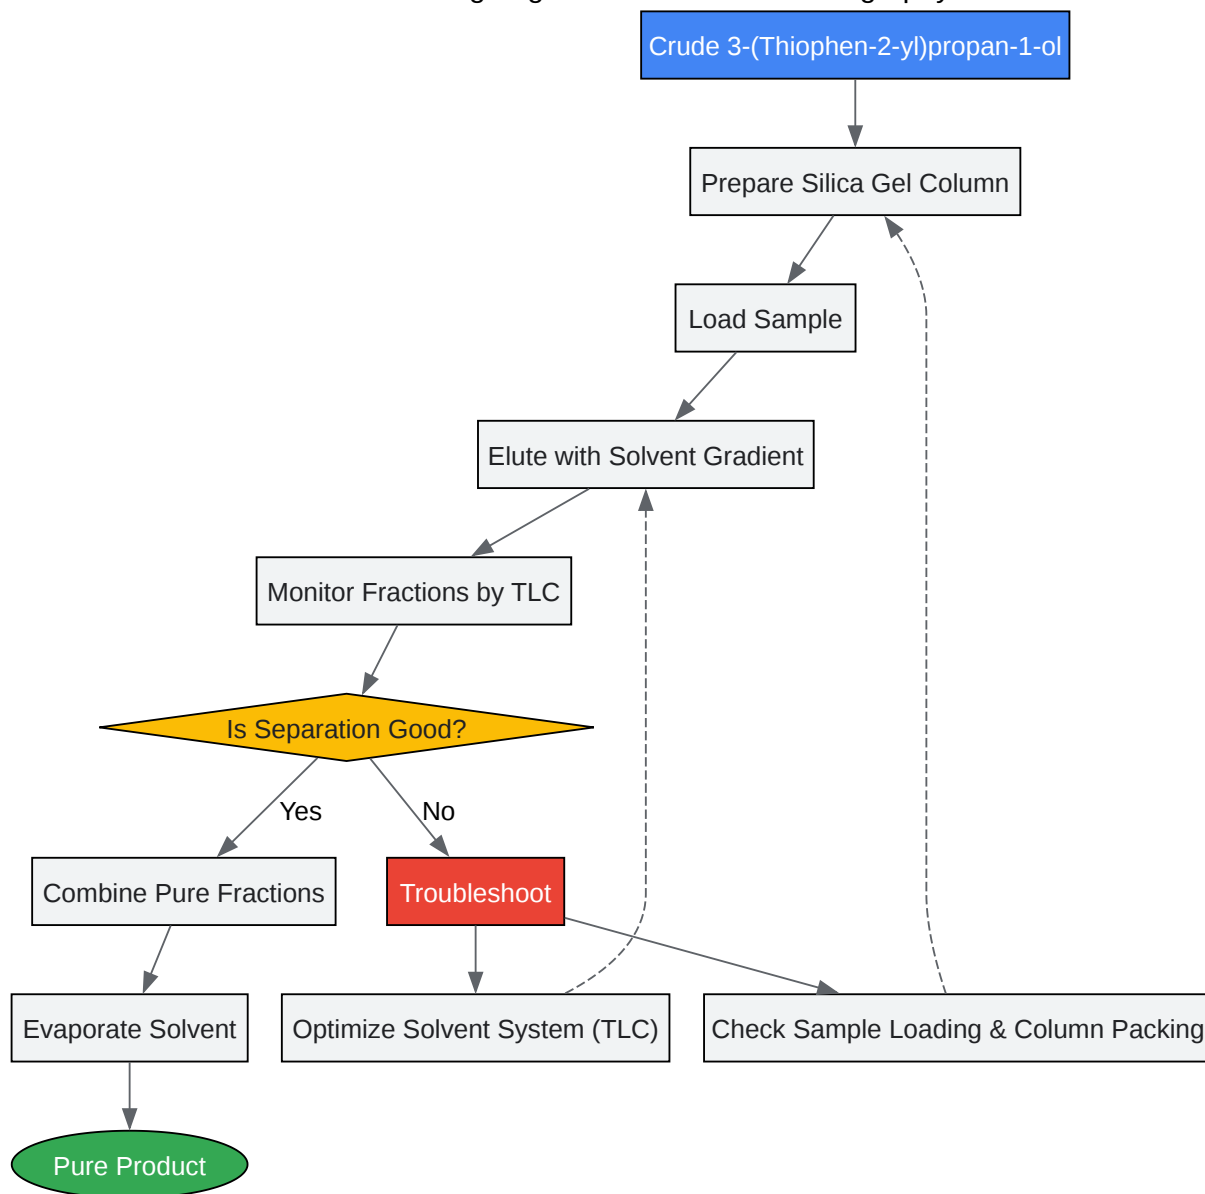 Crude 3-(Thiophen-2-yl)propan-1-ol
Prepare Silica Gel Column
Load Sample
Elute with Solvent Gradient
Monitor Fractions by TLC
Is Separation Good?
Yes
No
Combine Pure Fractions
Troubleshoot
Evaporate Solvent
Optimize Solvent System (TLC)
Check Sample Loading & Column Packing
Pure Product